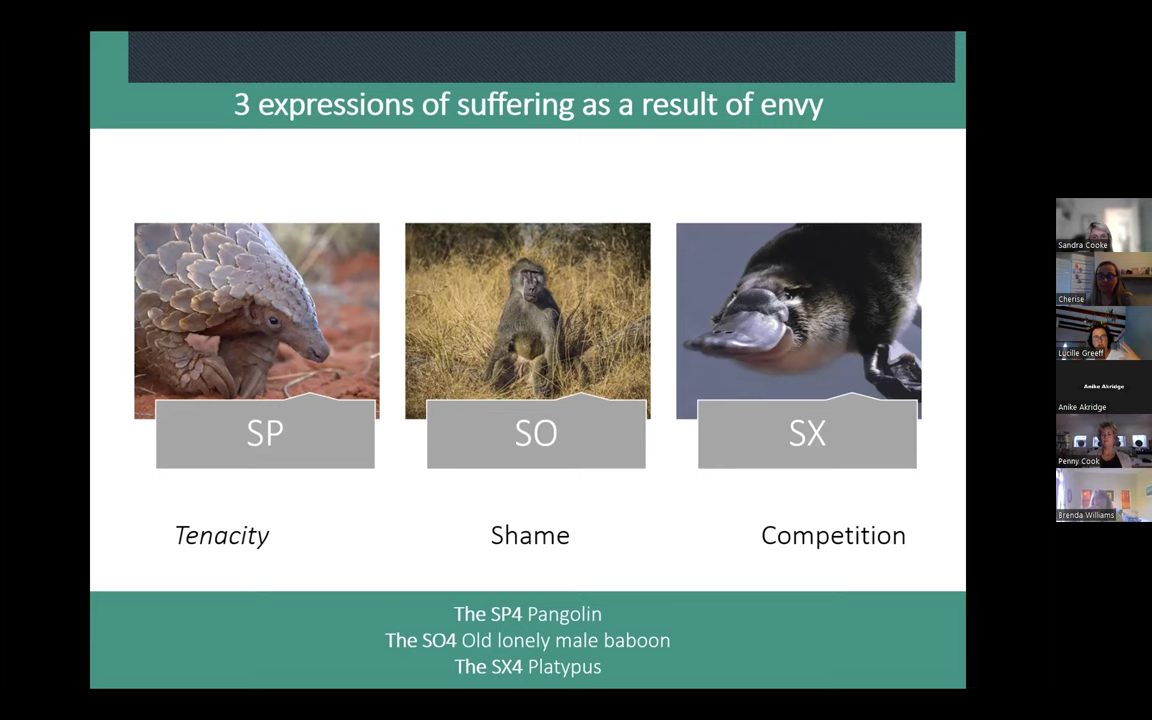 3 expressions of suffering as a result of envy
SP
SO
SX
Tenacity
Shame
Competition
The SP4 Pangolin
The SO4 Old lonely male baboon
The SX4 Platypus
Sandra Cooke
Cherise
Lucille Greeff
Anike Akridge
Anike Akridge
Penny Cook
Brenda Williams